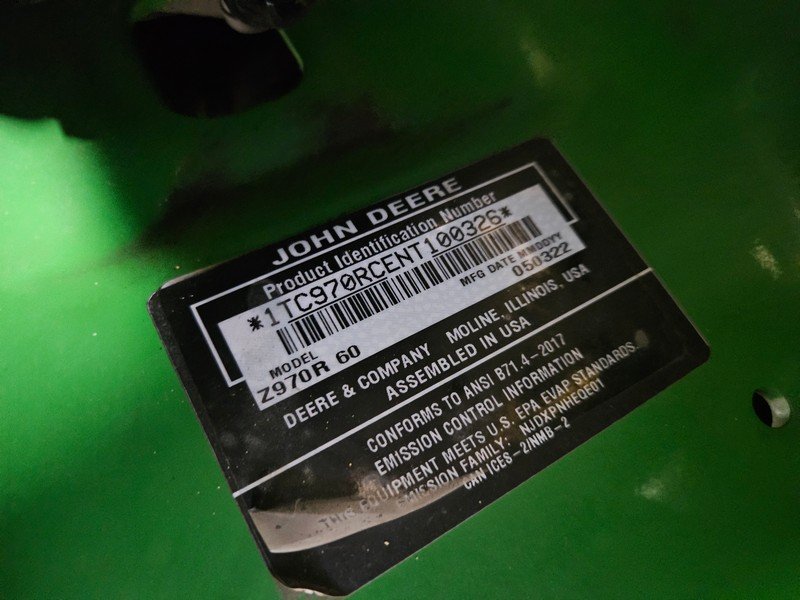 JOHN DEERE
Product Identification Number
*1TC970RCENT100326*
MFG DATE MMDDYY
MODEL 050322
Z970R 60
DEERE & COMPANY MOLINE, ILLINOIS, USA
ASSEMBLED IN USA
CONFORMS TO ANSI B71.4-2017
EMISSION CONTROL INFORMATION
THIS EQUIPMENT MEETS U.S. EPA EVAP STANDARDS.
EMISSION FAMILY: NJDXPNHEQE01
CAN ICES-2/NMB-2